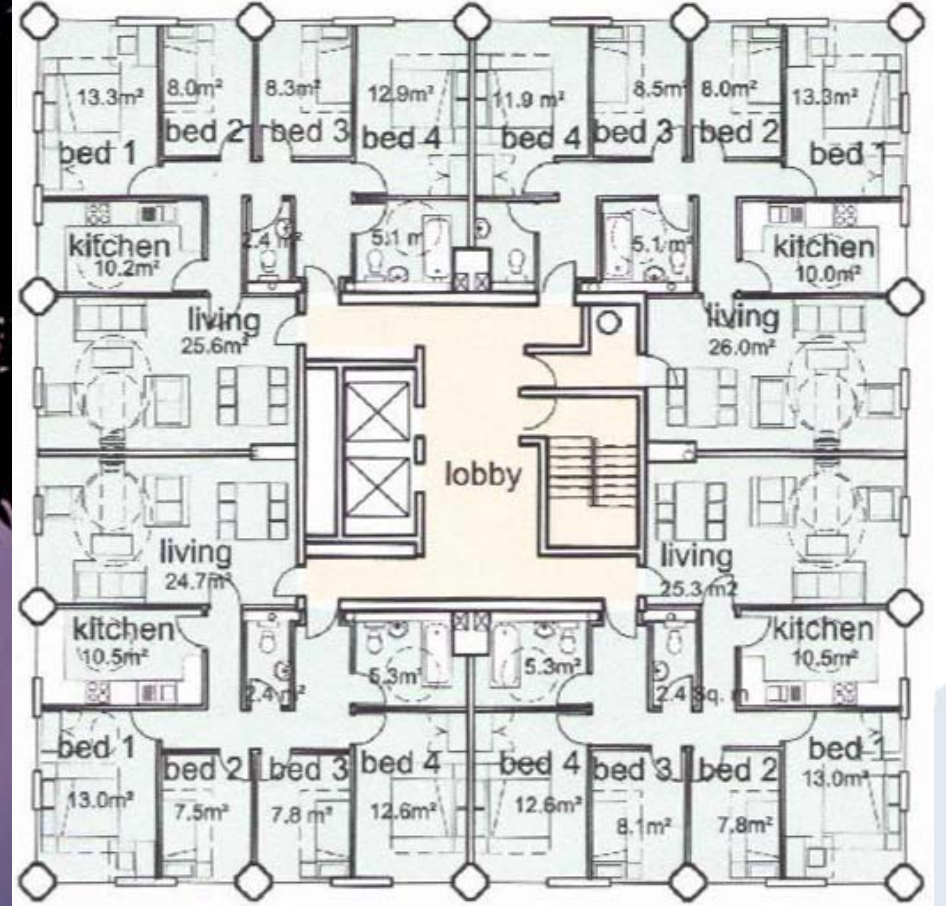 13.3m²
8.0m²
8.3m²
12.9m²
11.9 m²
8.5m²
8.0m²
13.3m²
bed 1
bed 2
bed 3
bed 4
bed 4
bed 3
bed 2
bed 1
kitchen
10.2m²
2.4 m²
5.1 m
5.1 m²
kitchen
10.0m²
living
25.6m²
living
26.0m²
lobby
living
24.7m²
living
25.3 m2
kitchen
10.5m²
2.4 m²
5.3m²
5.3m²
2.4 Sq. m
kitchen
10.5m²
bed 1
bed 2
bed 3
bed 4
bed 4
bed 3
bed 2
bed 1
13.0m²
7.5m²
7.8 m²
12.6m²
12.6m²
8.1m²
7.8m²
13.0m²